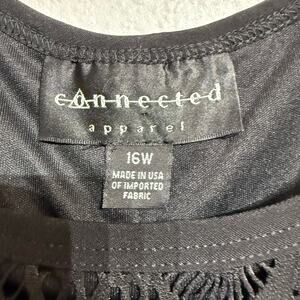 connected
apparel
16W
MADE IN USA
OF IMPORTED
FABRIC